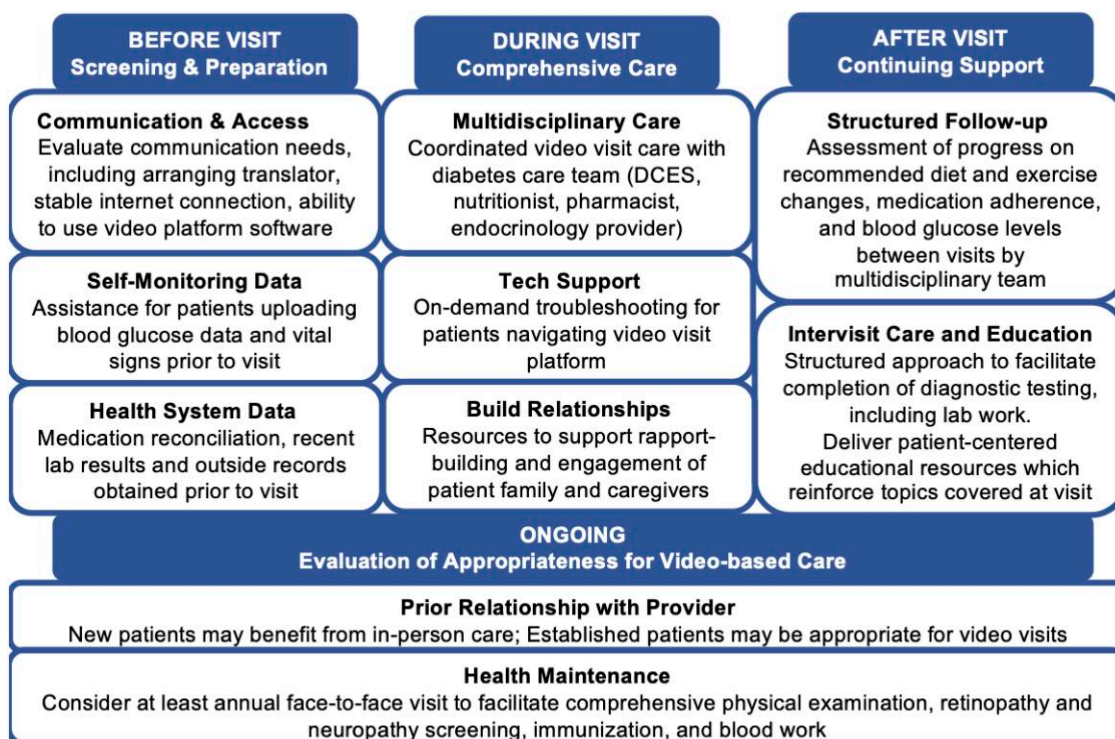 BEFORE VISIT
Screening & Preparation
Communication & Access
Evaluate communication needs,
including arranging translator,
stable internet connection, ability
to use video platform software
Self-Monitoring Data
Assistance for patients uploading
blood glucose data and vital
signs prior to visit
Health System Data
Medication reconciliation, recent
lab results and outside records
obtained prior to visit
DURING VISIT
Comprehensive Care
Multidisciplinary Care
Coordinated video visit care with
diabetes care team (DCES,
nutritionist, pharmacist,
endocrinology provider)
Tech Support
On-demand troubleshooting for
patients navigating video visit
platform
Build Relationships
Resources to support rapport-
building and engagement of
patient family and caregivers
AFTER VISIT
Continuing Support
Structured Follow-up
Assessment of progress on
recommended diet and exercise
changes, medication adherence,
and blood glucose levels
between visits by
multidisciplinary team
Intervisit Care and Education
Structured approach to facilitate
completion of diagnostic testing,
including lab work.
Deliver patient-centered
educational resources which
reinforce topics covered at visit
ONGOING
Evaluation of Appropriateness for Video-based Care
Prior Relationship with Provider
New patients may benefit from in-person care; Established patients may be appropriate for video visits
Health Maintenance
Consider at least annual face-to-face visit to facilitate comprehensive physical examination, retinopathy and
neuropathy screening, immunization, and blood work